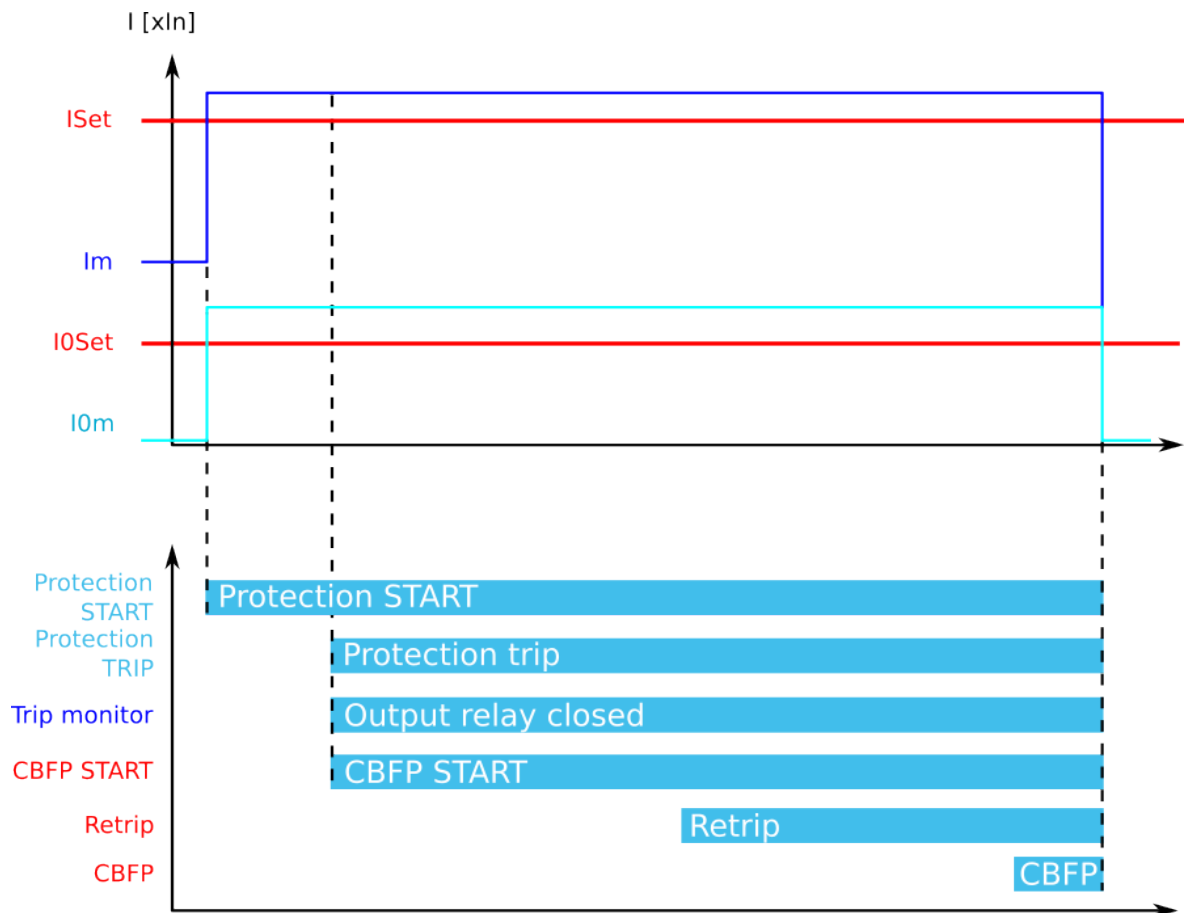 I [xIn]
ISet
Im
I0Set
I0m
Protection
START
Protection START
Protection
TRIP
Protection trip
Trip monitor
Output relay closed
CBFP START
CBFP START
Retrip
Retrip
CBFP
CBFP